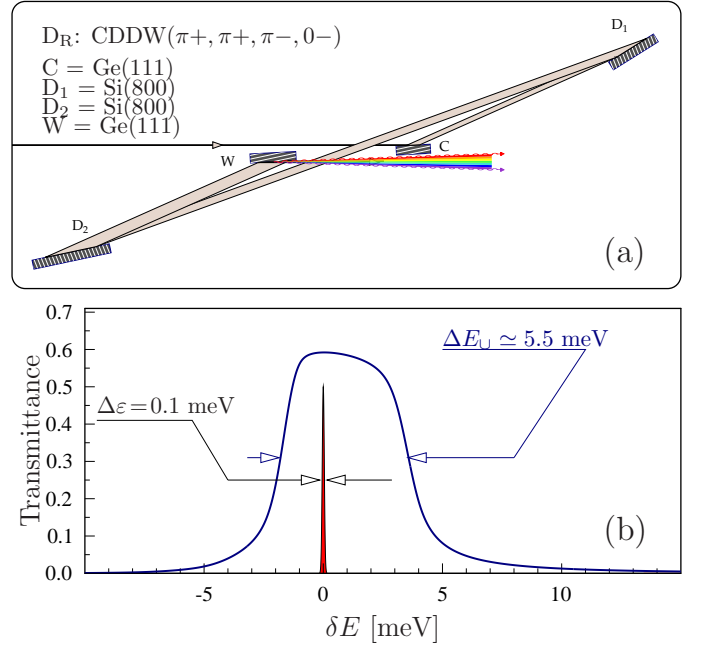 D_R: CDDW(π+, π+, π−, 0−)
C = Ge(111)
D_1 = Si(800)
D_2 = Si(800)
W = Ge(111)
D_1
C
W
D_2
(a)
0.7
0.6
0.5
0.4
0.3
0.2
0.1
0.0
Transmittance
ΔE_U ≃ 5.5 meV
Δε=0.1 meV
(b)
-5 0 5 10
δE [meV]